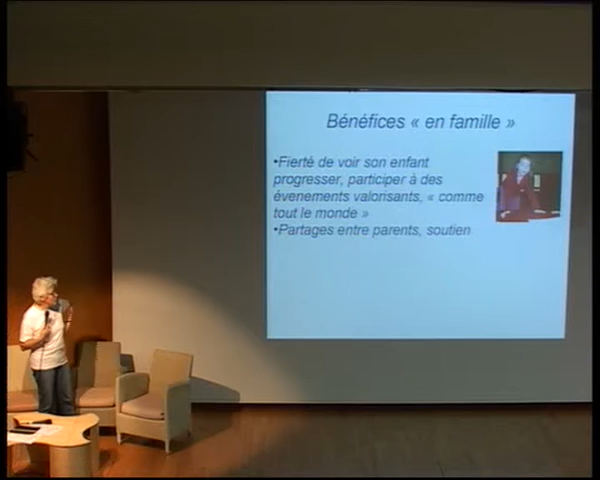 Bénéfices « en famille »
•Fierté de voir son enfant
progresser, participer à des
évenements valorisants, « comme
tout le monde »
•Partages entre parents, soutien